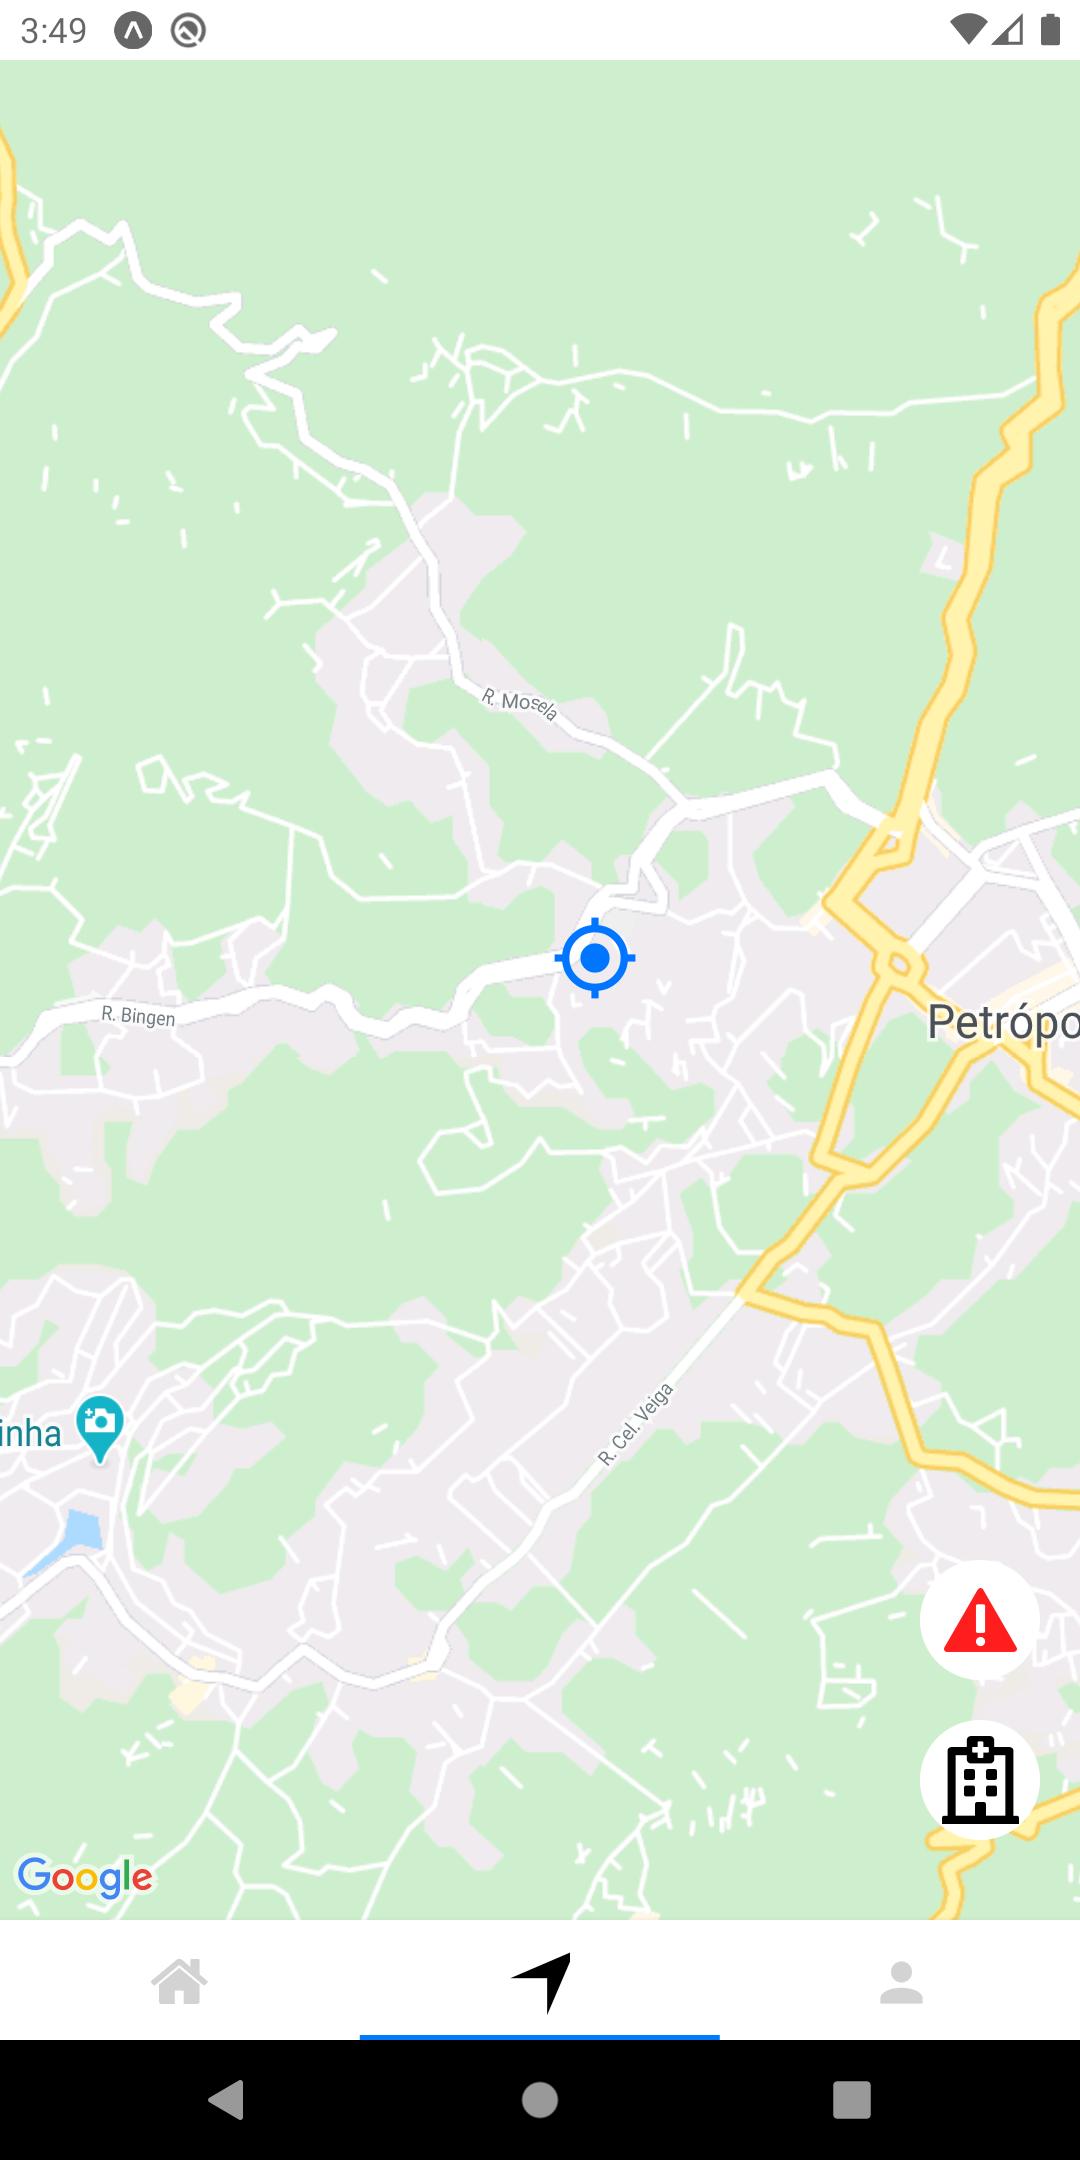 3:49
R. Mosela
R. Bingen
Petrópo
R. Cel. Veiga
inha
Google